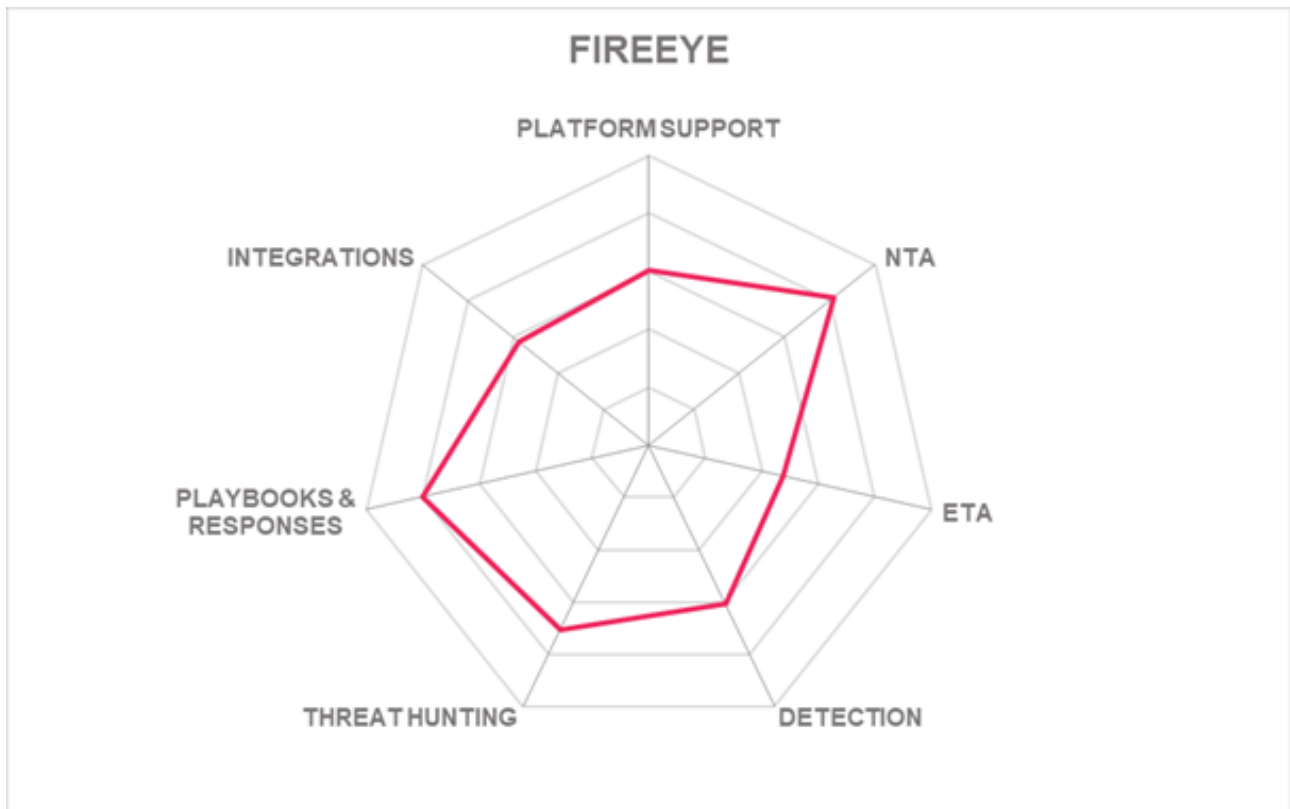 FIREEYE
PLATFORM SUPPORT
INTEGRATIONS
NTA
PLAYBOOKS &
RESPONSES
ETA
THREAT HUNTING
DETECTION